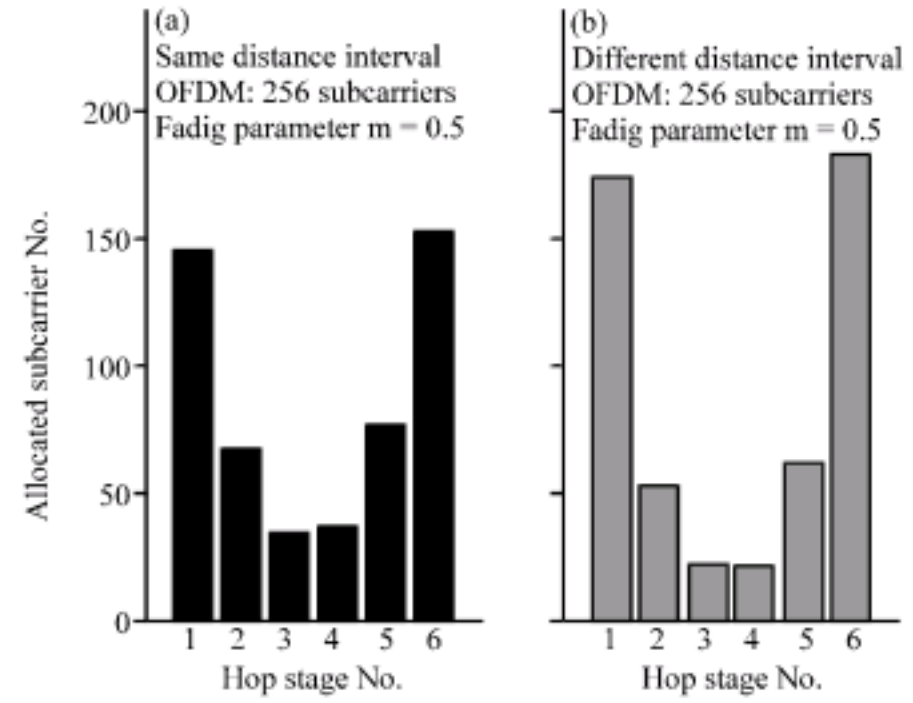 (a)
Same distance interval
OFDM: 256 subcarriers
Fadig parameter m = 0.5
(b)
Different distance interval
OFDM: 256 subcarriers
Fadig parameter m = 0.5
Allocated subcarrier No.
200
150
100
50
0
1 2 3 4 5 6
Hop stage No.
1 2 3 4 5 6
Hop stage No.